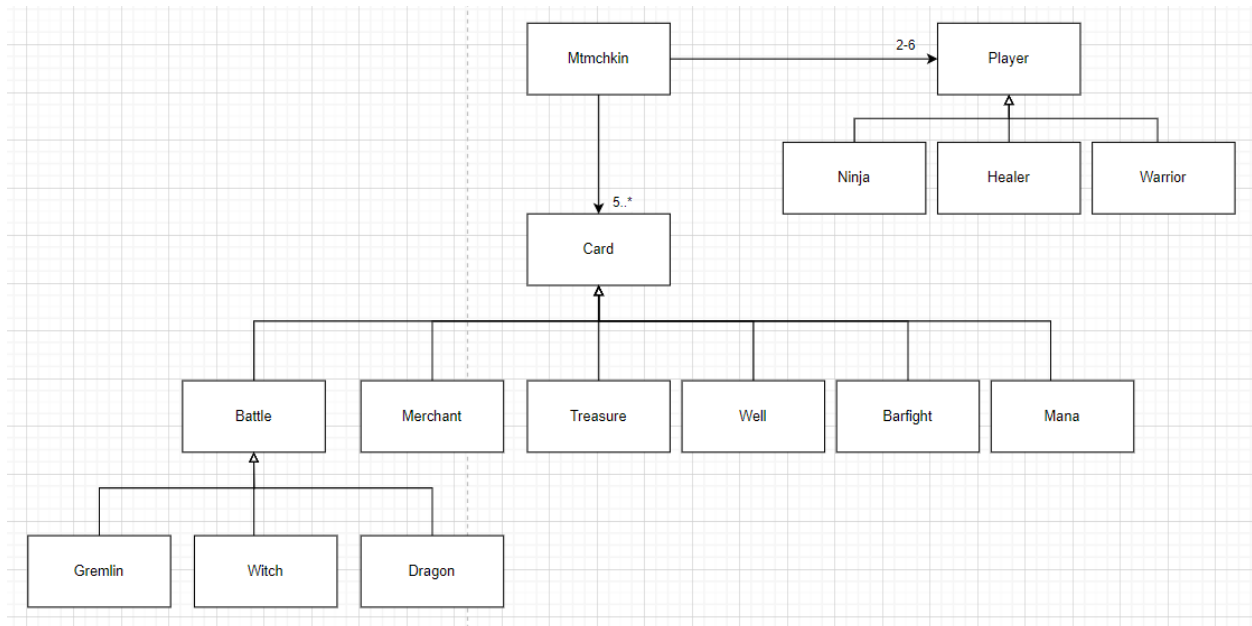 Mtmchkin
2-6
Player
Ninja
Healer
Warrior
5..*
Card
Battle
Merchant
Treasure
Well
Barfight
Mana
Gremlin
Witch
Dragon